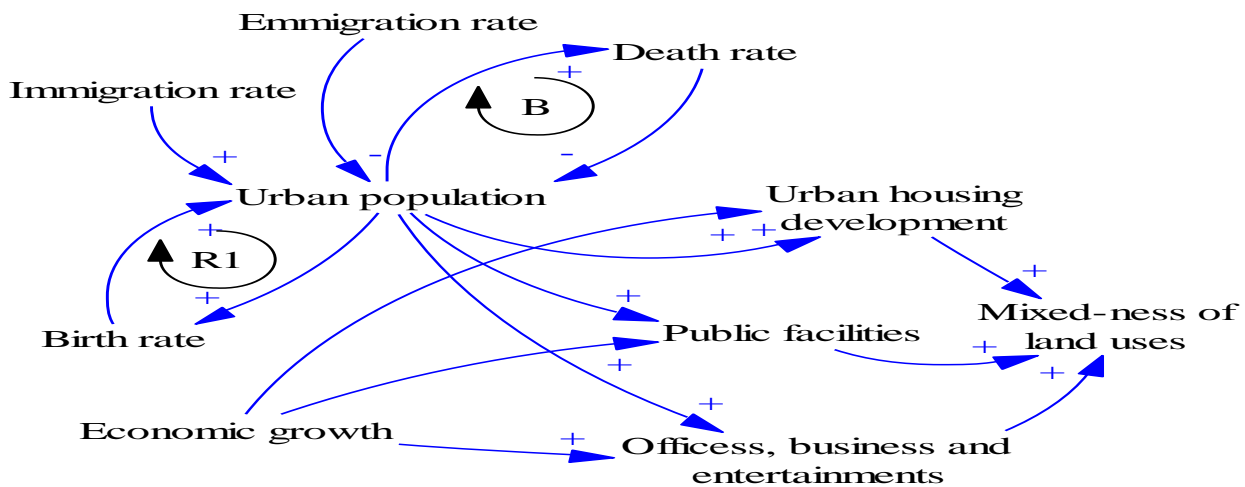 Emmigration rate
Death rate
+
Immigration rate
B
+
-
-
Urban population
Urban housing
development
+
+ +
R1
+
+
+
Mixed-ness of
land uses
Birth rate
Public facilities
+
+
+
+
Economic growth
+
Officess, business and
entertainments